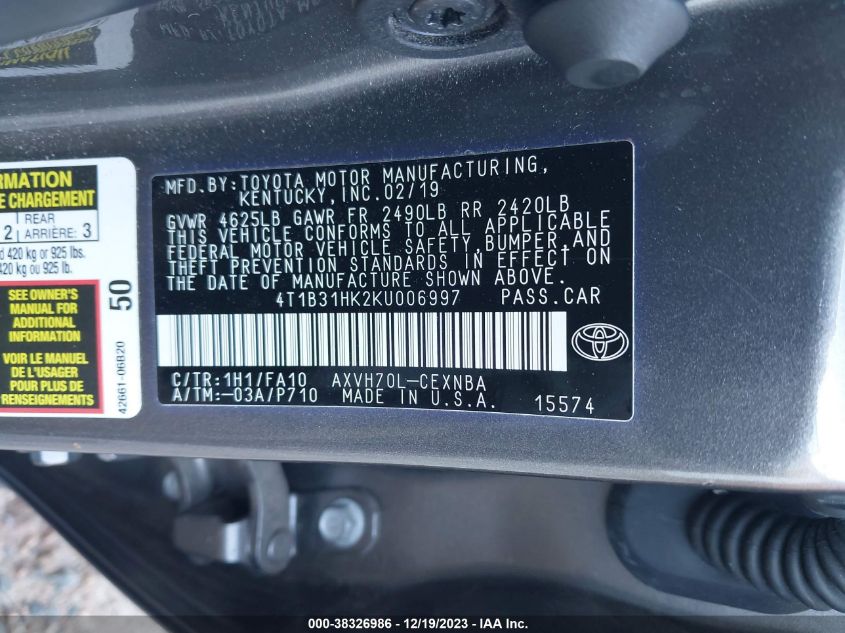 RMATION
E CHARGEMENT
REAR
2 ARRIÈRE: 3
d 420 kg or 925 lbs.
420 kg ou 925 lb.
SEE OWNER'S
MANUAL FOR
ADDITIONAL
INFORMATION
VOIR LE MANUEL
DE L'USAGER
RENSEIGNEMENTS
50
42661-06B20
MFD.BY:TOYOTA MOTOR MANUFACTURING,
KENTUCKY,INC.02/19
GVWR 4625LB GAWR FR 2490LB RR 2420LB
THIS VEHICLE CONFORMS TO ALL APPLICABLE
FEDERAL MOTOR VEHICLE SAFETY,BUMPER,AND
THEFT PREVENTION STANDARDS IN EFFECT ON
THE DATE OF MANUFACTURE SHOWN ABOVE.
4T1B31HK2KU006997 PASS.CAR
C/TR:1H1/FA10 AXVH70L-CEXNBA
A/TM:-03A/P710 MADE IN U.S.A. 15574
000-38326986 - 12/19/2023 - IAA Inc.